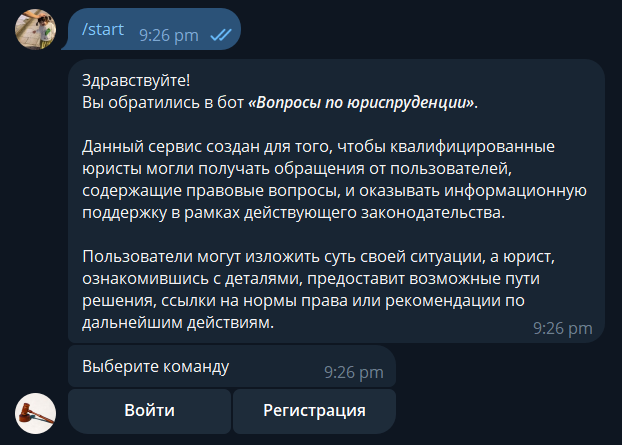 /start 9:26 pm
Здравствуйте!
Вы обратились в бот «Вопросы по юриспруденции».
Данный сервис создан для того, чтобы квалифицированные
юристы могли получать обращения от пользователей,
содержащие правовые вопросы, и оказывать информационную
поддержку в рамках действующего законодательства.
Пользователи могут изложить суть своей ситуации, а юрист,
ознакомившись с деталями, предоставит возможные пути
решения, ссылки на нормы права или рекомендации по
дальнейшим действиям. 9:26 pm
Выберите команду 9:26 pm
Войти Регистрация